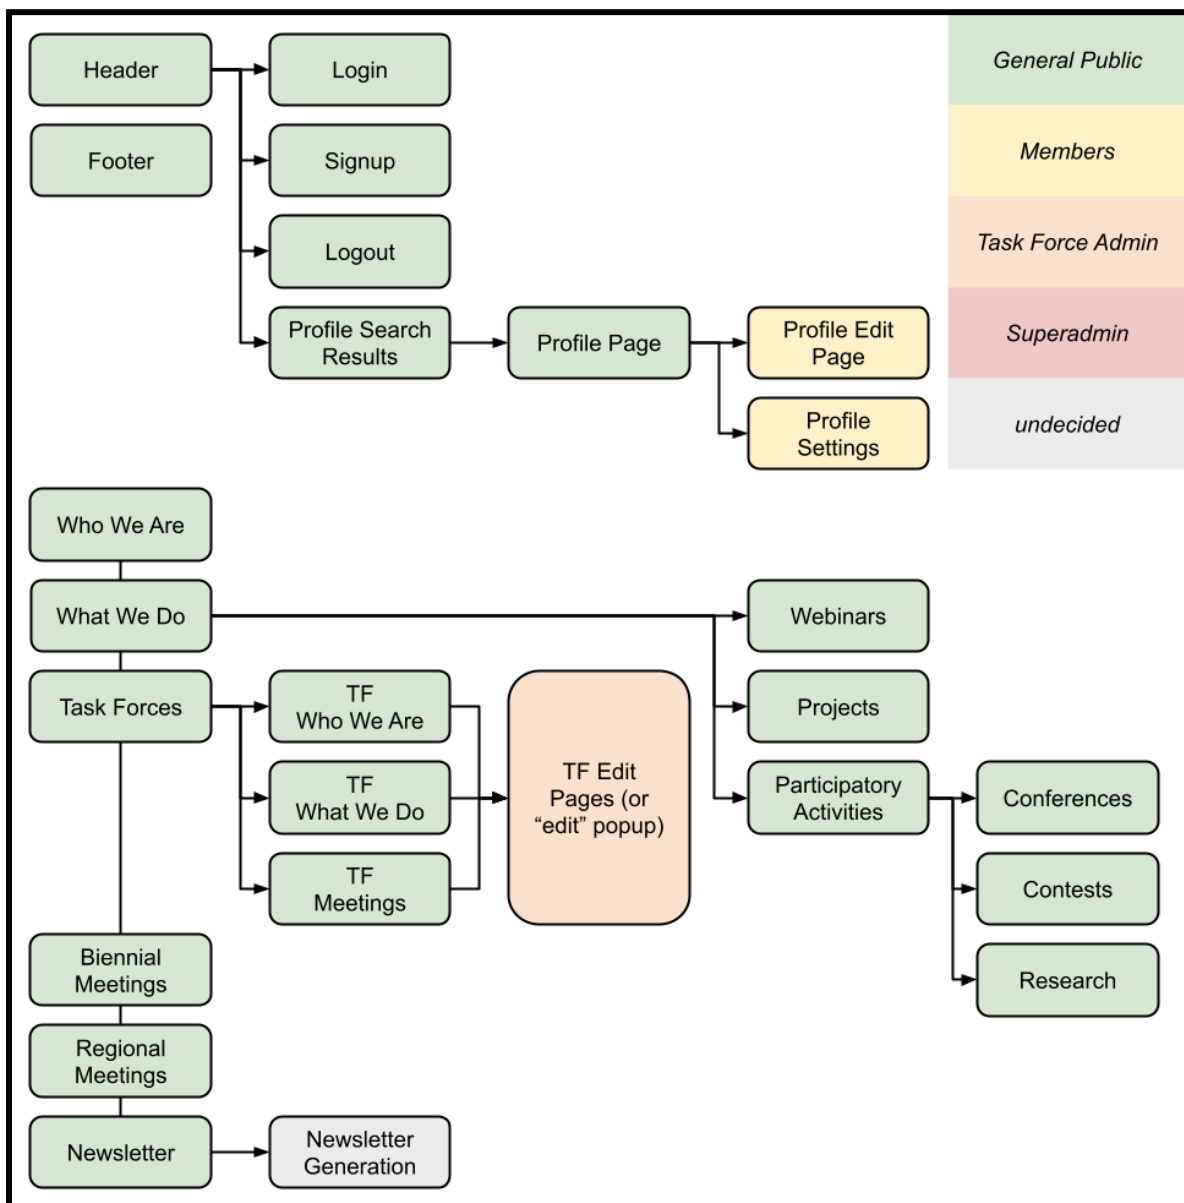 Header
Login
General Public
Footer
Signup
Members
Logout
Task Force Admin
Profile Search
Results
Profile Page
Profile Edit
Page
Superadmin
Profile
Settings
undecided
Who We Are
What We Do
Webinars
Task Forces
TF
Who We Are
Projects
TF Edit
Pages (or
“edit” popup)
TF
What We Do
Participatory
Activities
Conferences
TF
Meetings
Contests
Biennial
Meetings
Research
Regional
Meetings
Newsletter
Newsletter
Generation